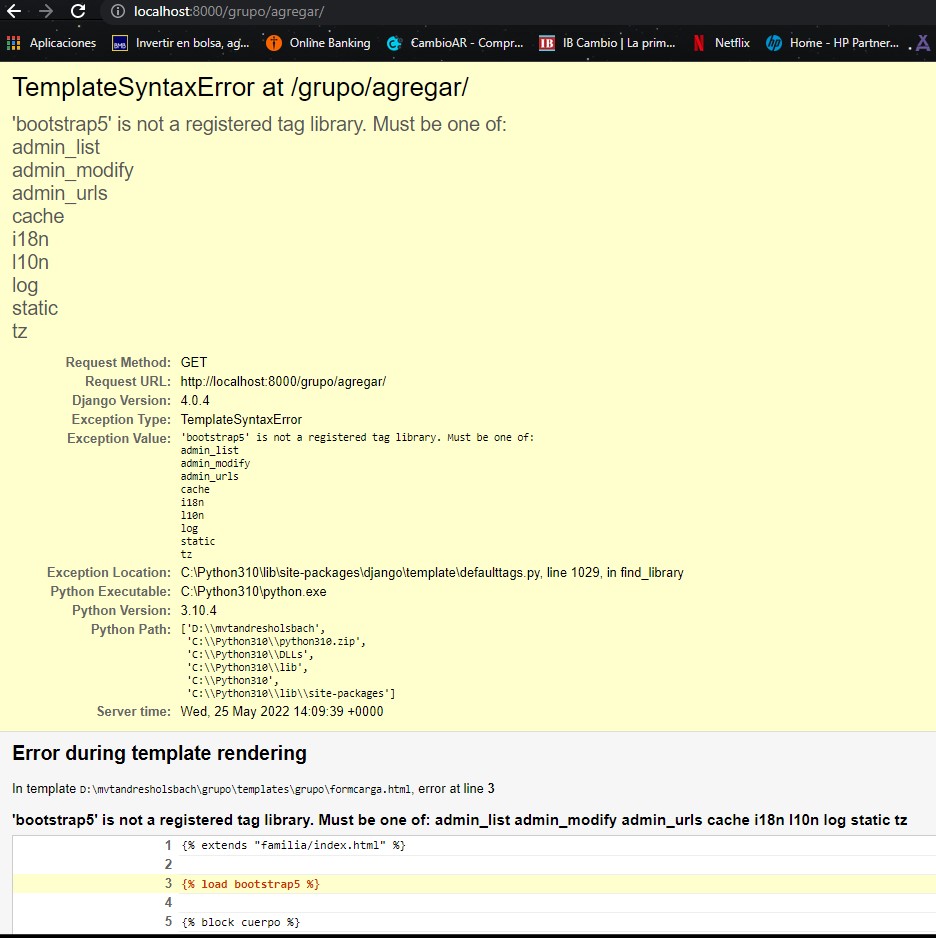 localhost:8000/grupo/agregar/
Aplicaciones Invertir en bolsa, ag... Online Banking CambioAR - Compr... IB IB Cambio | La prim... N Netflix hp Home - HP Partner...
TemplateSyntaxError at /grupo/agregar/
'bootstrap5' is not a registered tag library. Must be one of:
admin_list
admin_modify
admin_urls
cache
i18n
l10n
log
static
tz
Request Method: GET
Request URL: http://localhost:8000/grupo/agregar/
Django Version: 4.0.4
Exception Type: TemplateSyntaxError
Exception Value: 'bootstrap5' is not a registered tag library. Must be one of:
admin_list
admin_modify
admin_urls
cache
i18n
l10n
log
static
tz
Exception Location: C:\Python310\lib\site-packages\django\template\defaulttags.py, line 1029, in find_library
Python Executable: C:\Python310\python.exe
Python Version: 3.10.4
Python Path: ['D:\\mvtandresholsbach',
'C:\\Python310\\python310.zip',
'C:\\Python310\\DLLs',
'C:\\Python310\\lib',
'C:\\Python310',
'C:\\Python310\\lib\\site-packages']
Server time: Wed, 25 May 2022 14:09:39 +0000
Error during template rendering
In template D:\mvtandresholsbach\grupo\templates\grupo\formcarga.html, error at line 3
'bootstrap5' is not a registered tag library. Must be one of: admin_list admin_modify admin_urls cache i18n l10n log static tz
1 {% extends "familia/index.html" %}
2
3 {% load bootstrap5 %}
4
5 {% block cuerpo %}